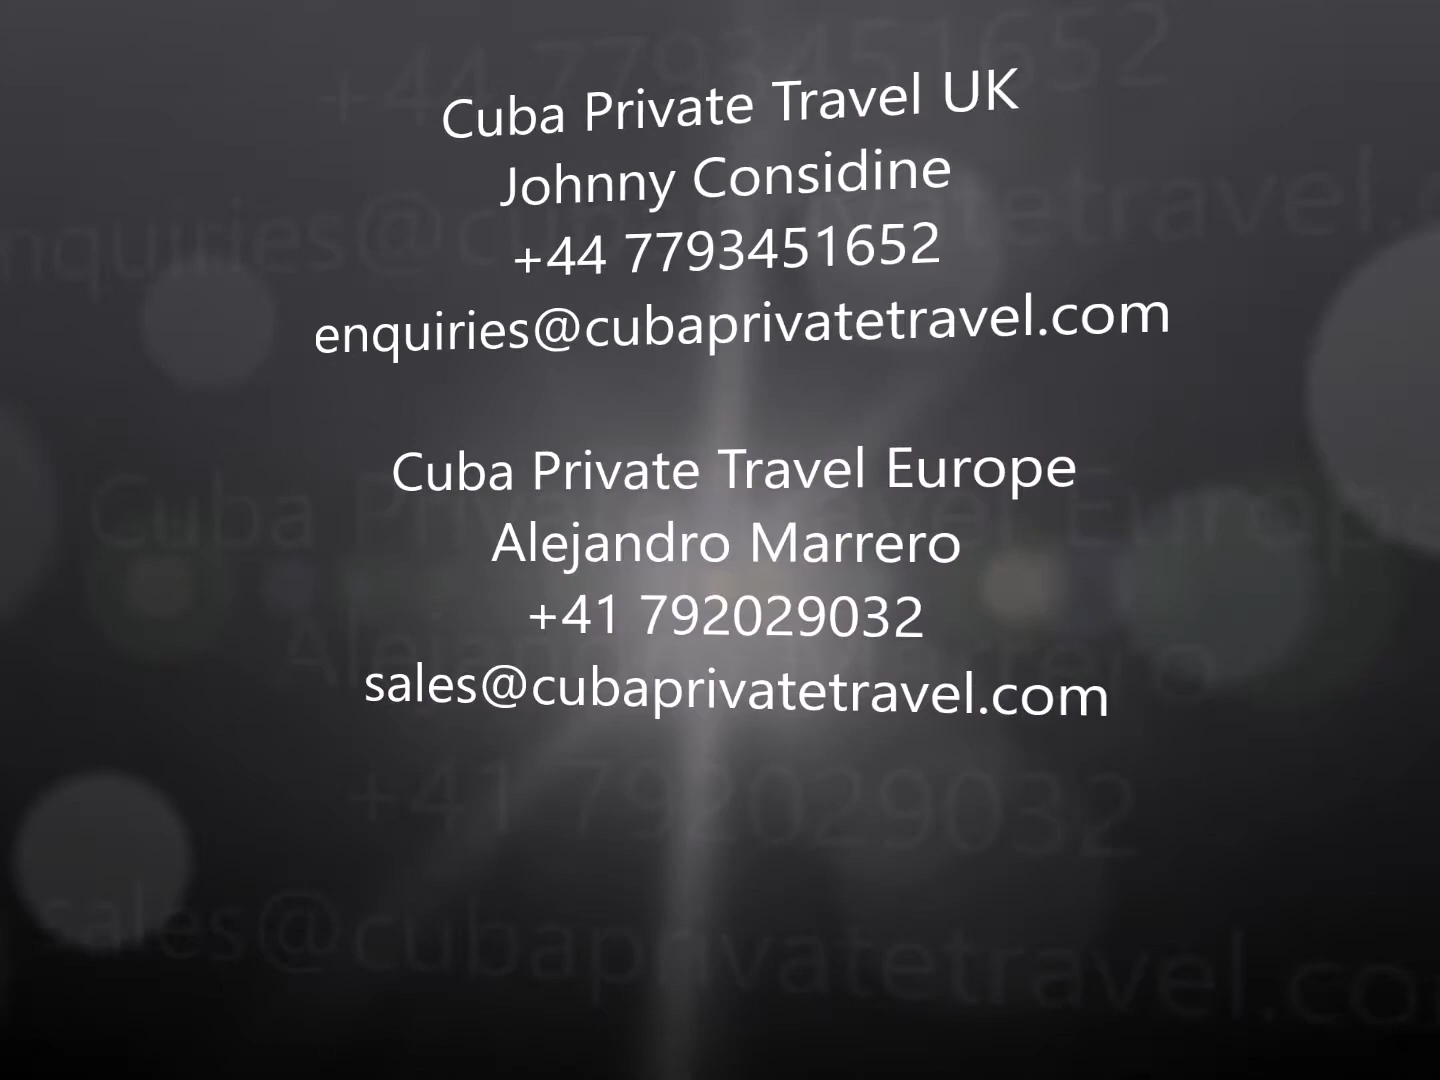 Cuba Private Travel UK
Johnny Considine
+44 7793451652
enquiries@cubaprivatetravel.com
Cuba Private Travel Europe
Alejandro Marrero
+41 792029032
sales@cubaprivatetravel.com